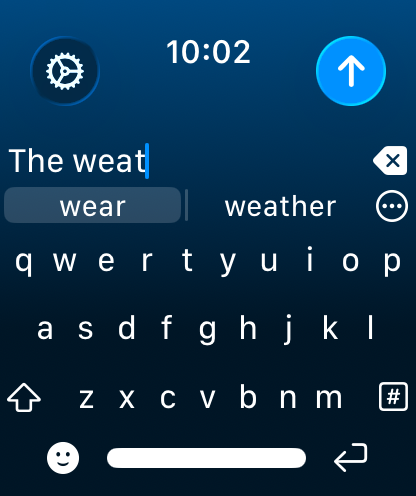 10:02
The weat
wear weather
q w e r t y u i o p
a s d f g h j k l
z x c v b n m #